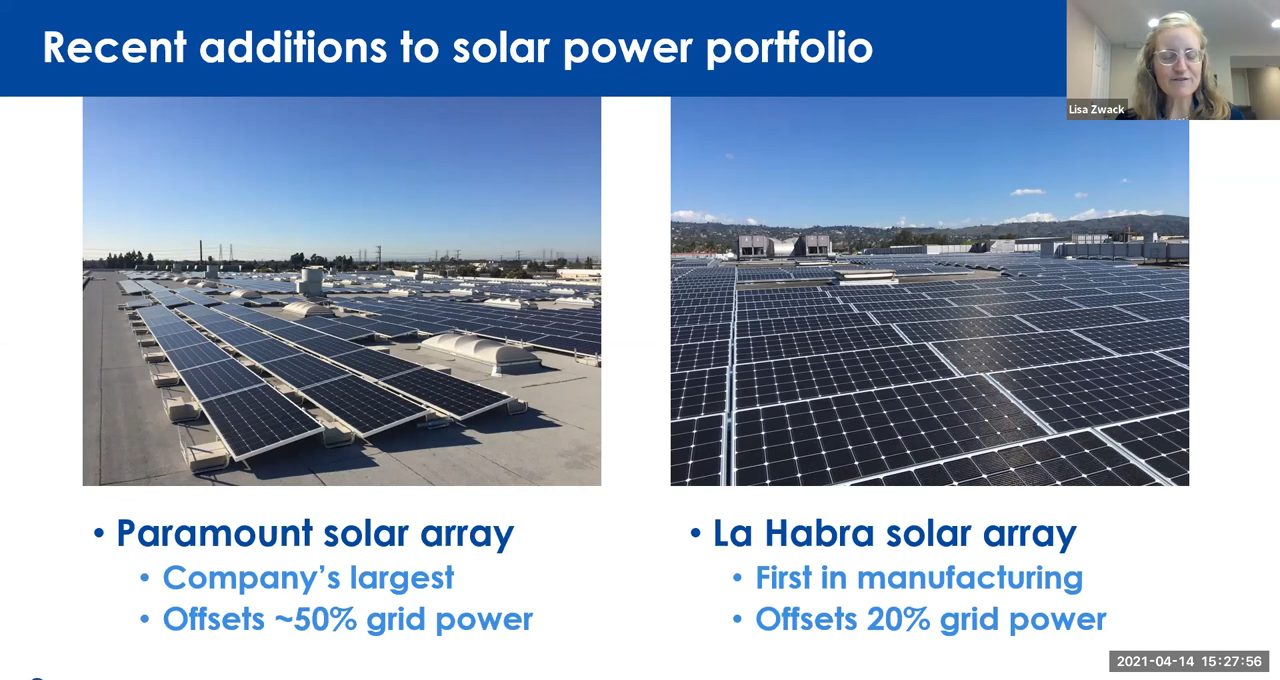 Recent additions to solar power portfolio
Lisa Zwack
• Paramount solar array
• Company's largest
• Offsets ~50% grid power
• La Habra solar array
• First in manufacturing
• Offsets 20% grid power
2021-04-14 15:27:56